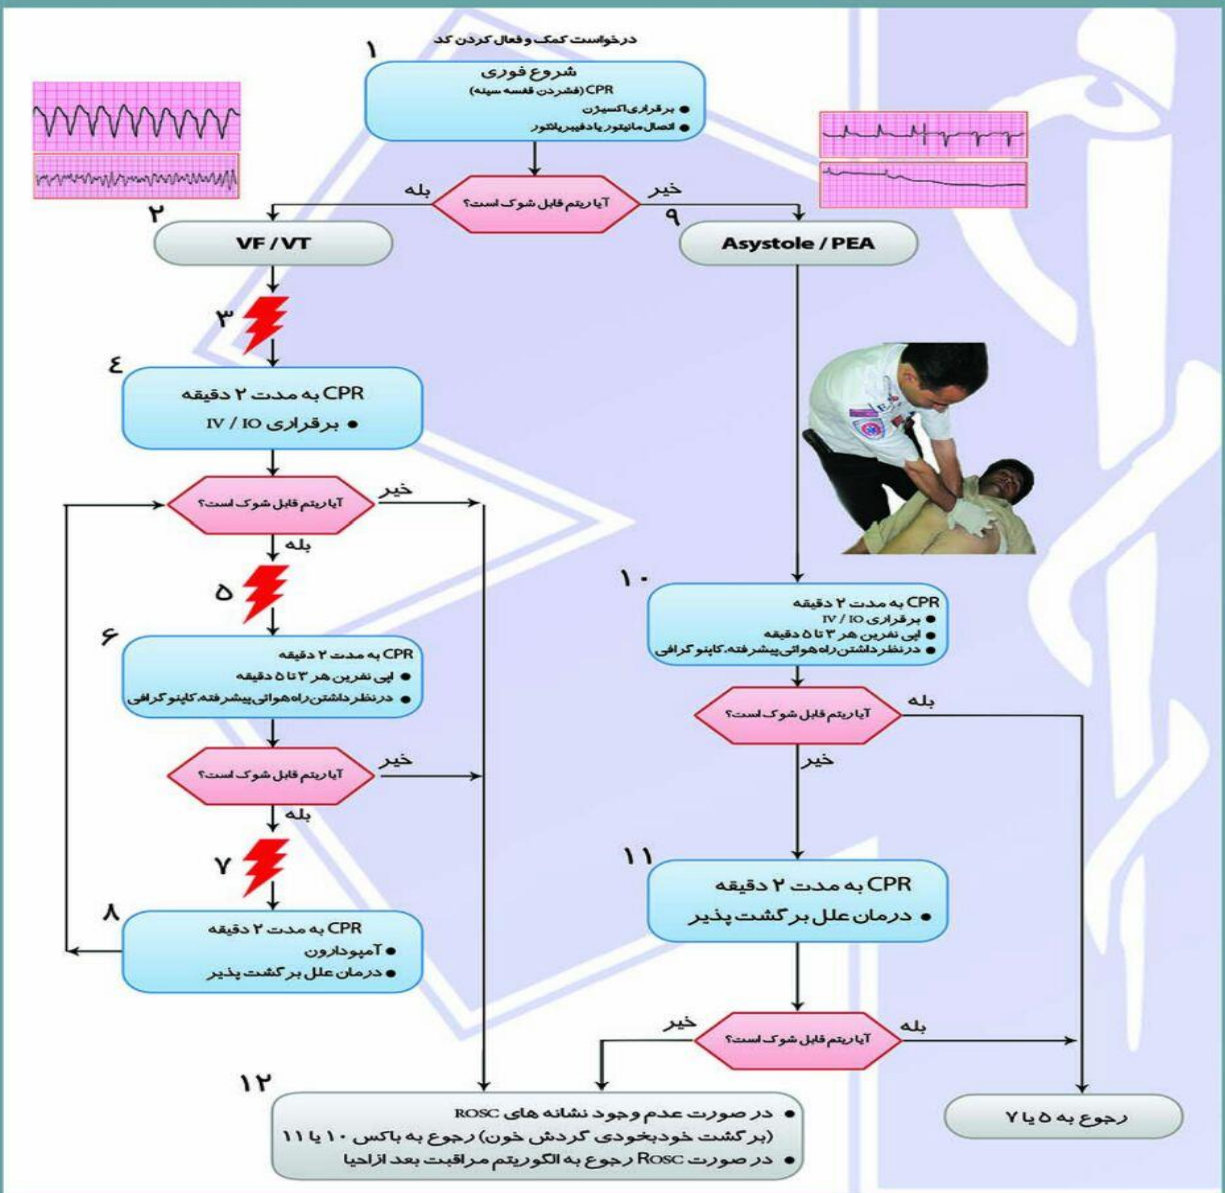 درخواست کمک و فعال کردن کد
۱
شروع فوری
CPR (فشردن قفسه سینه)
● برقراری اکسیژن
● اتصال مانیتور یا دفیبریلاتور
آیا ریتم قابل شوک است؟
بله
خیر
۲
VF / VT
۹
Asystole / PEA
۳
۴
CPR به مدت ۲ دقیقه
● برقراری IV / IO
آیا ریتم قابل شوک است؟
خیر
بله
۵
۶
CPR به مدت ۲ دقیقه
● اپی نفرین هر ۳ تا ۵ دقیقه
● درنظر داشتن راه هوائی پیشرفته، کاپنوگرافی
آیا ریتم قابل شوک است؟
خیر
بله
۷
۸
CPR به مدت ۲ دقیقه
● آمیودارون
● درمان علل برگشت پذیر
۱۰
CPR به مدت ۲ دقیقه
● برقراری IV / IO
● اپی نفرین هر ۳ تا ۵ دقیقه
● درنظر داشتن راه هوائی پیشرفته، کاپنوگرافی
آیا ریتم قابل شوک است؟
بله
خیر
۱۱
CPR به مدت ۲ دقیقه
● درمان علل برگشت پذیر
آیا ریتم قابل شوک است؟
خیر
بله
۱۲
● در صورت عدم وجود نشانه های ROSC
(برگشت خودبخودی گردش خون) رجوع به باکس ۱۰ یا ۱۱
● در صورت ROSC رجوع به الگوریتم مراقبت بعد ازاحیا
رجوع به ۵ یا ۷